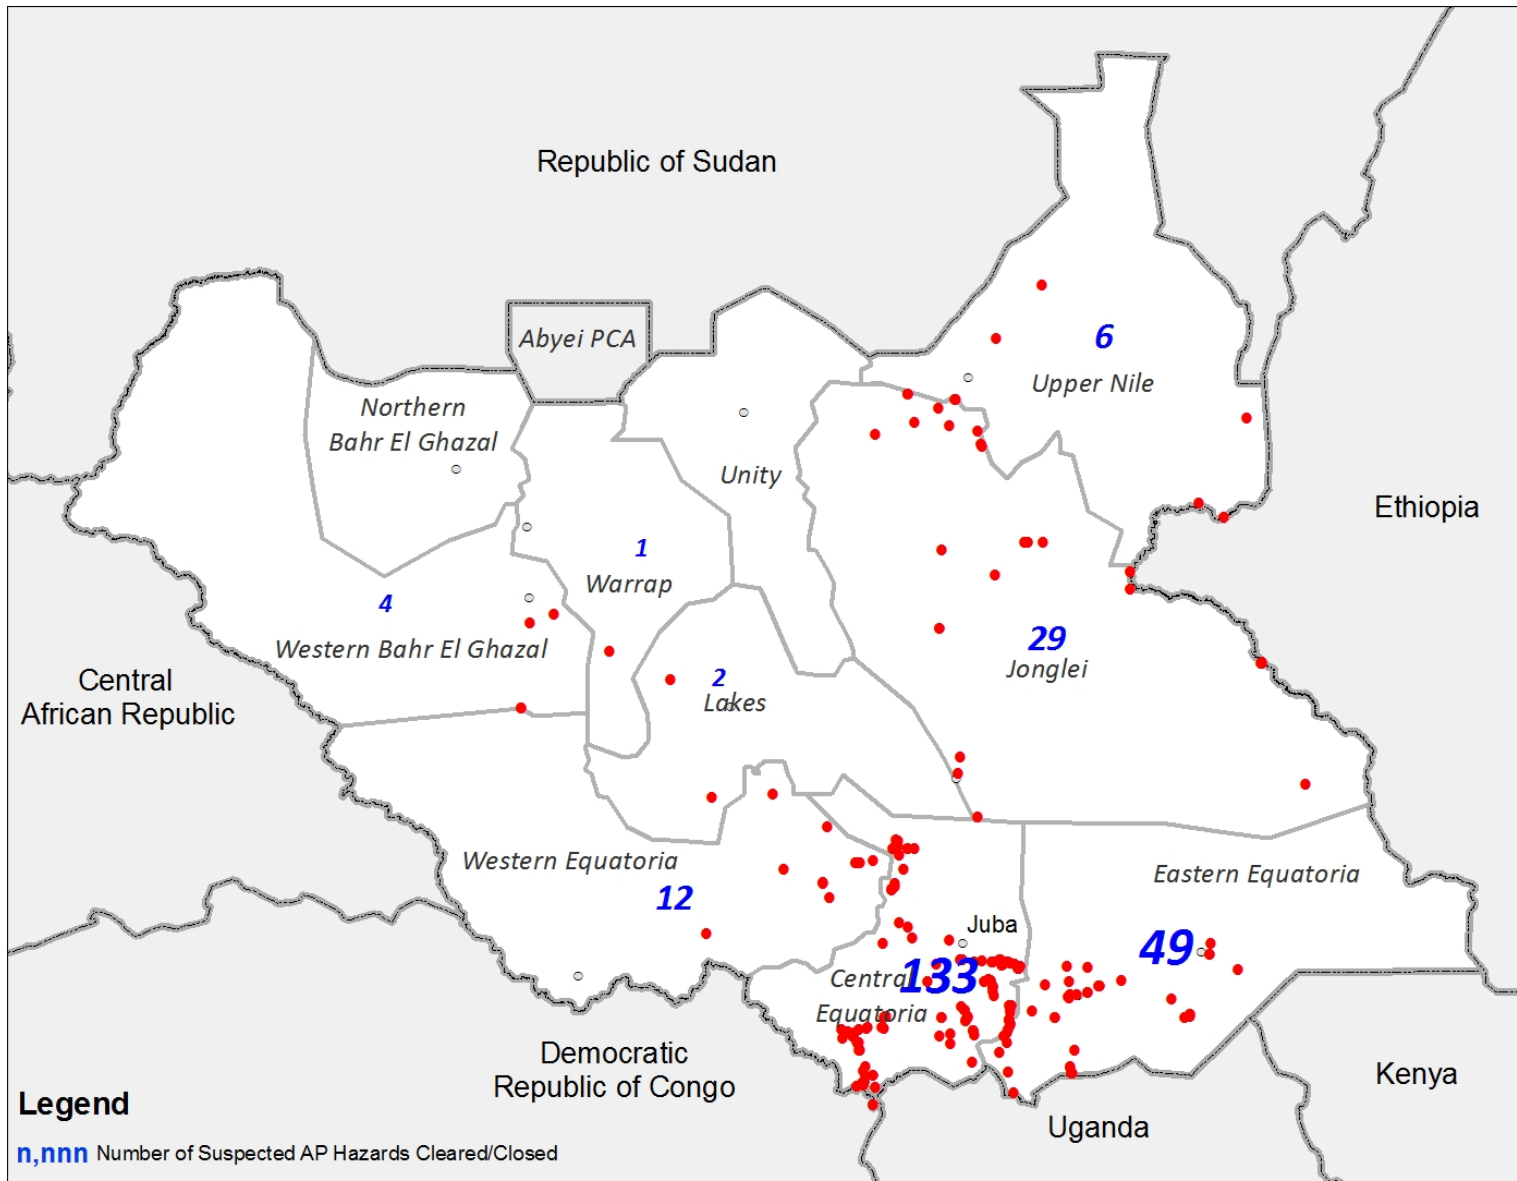 Republic of Sudan
Abyei PCA
6
Upper Nile
Northern
Bahr El Ghazal
Unity
Ethiopia
1
Warrap
4
Western Bahr El Ghazal
29
Jonglei
2
Lakes
Central
African Republic
Western Equatoria
12
Eastern Equatoria
Juba
49
133
Central
Equatoria
Democratic
Republic of Congo
Kenya
Uganda
Legend
n,nnn Number of Suspected AP Hazards Cleared/Closed